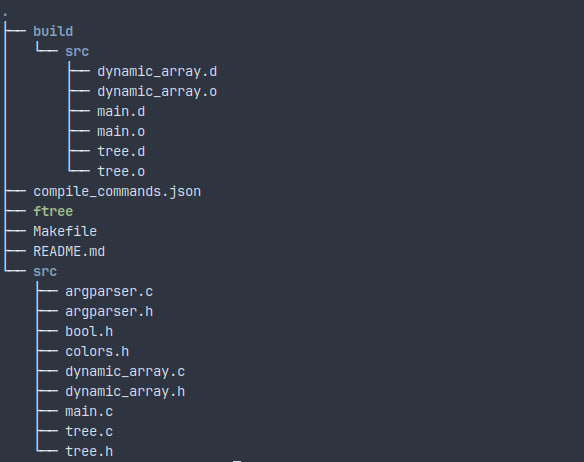 .
├── build
│   └── src
│       ├── dynamic_array.d
│       ├── dynamic_array.o
│       ├── main.d
│       ├── main.o
│       ├── tree.d
│       └── tree.o
├── compile_commands.json
├── ftree
├── Makefile
├── README.md
└── src
    ├── argparser.c
    ├── argparser.h
    ├── bool.h
    ├── colors.h
    ├── dynamic_array.c
    ├── dynamic_array.h
    ├── main.c
    ├── tree.c
    └── tree.h